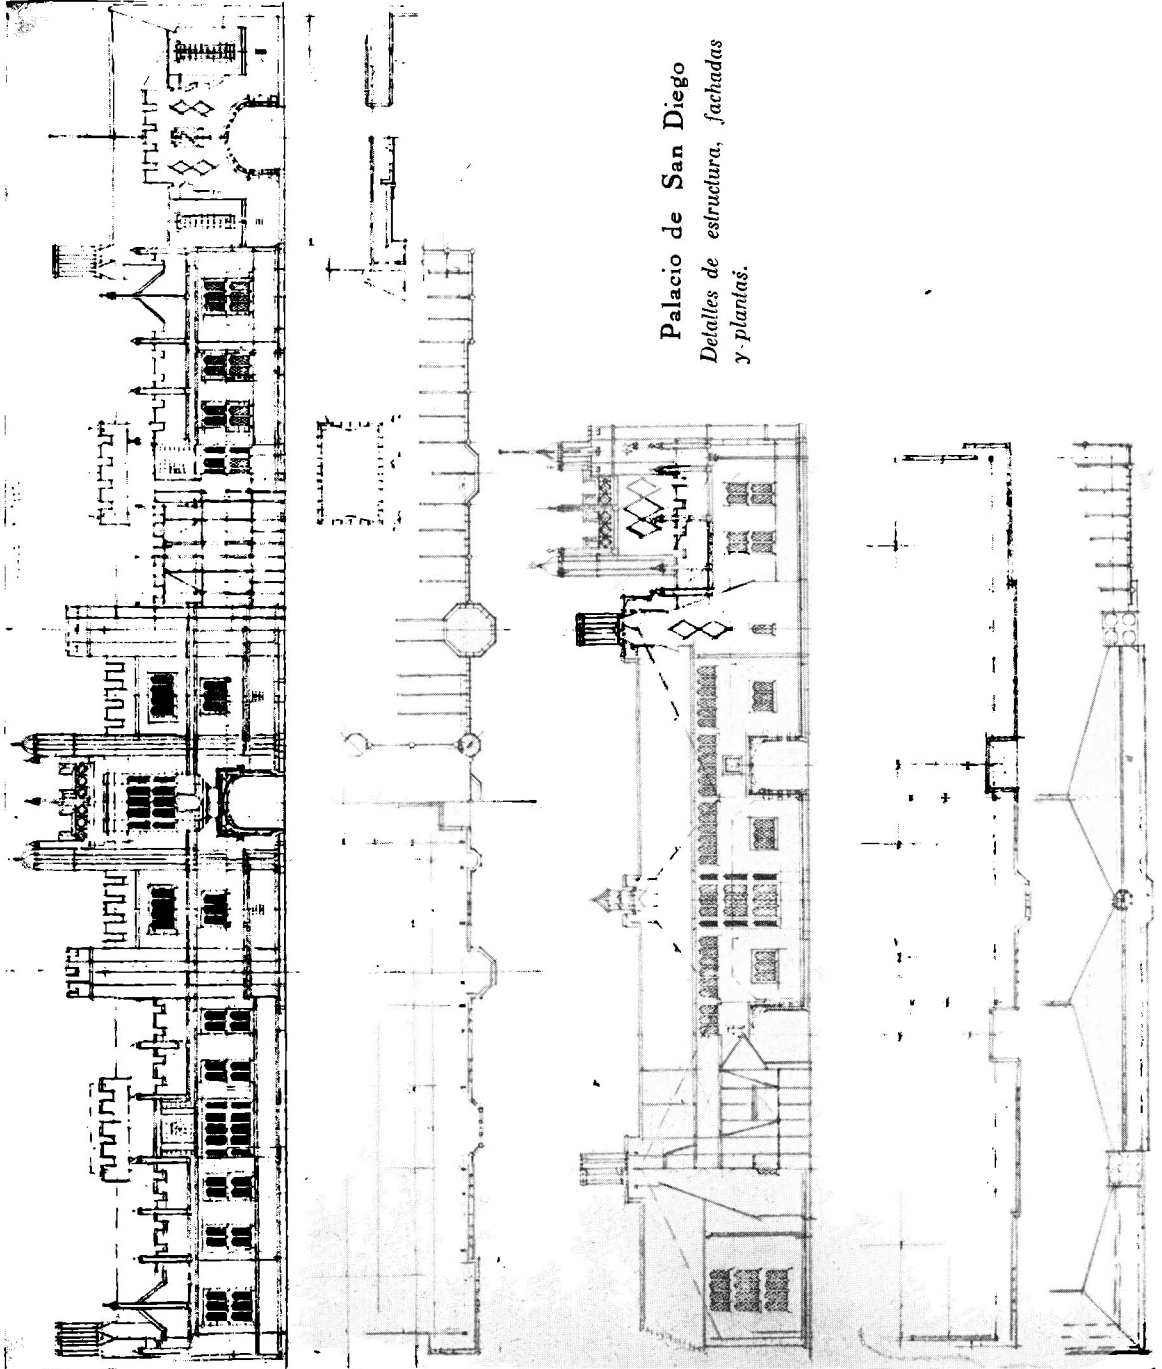 Palacio de San Diego
Detalles de estructura, fachadas
y plantas.